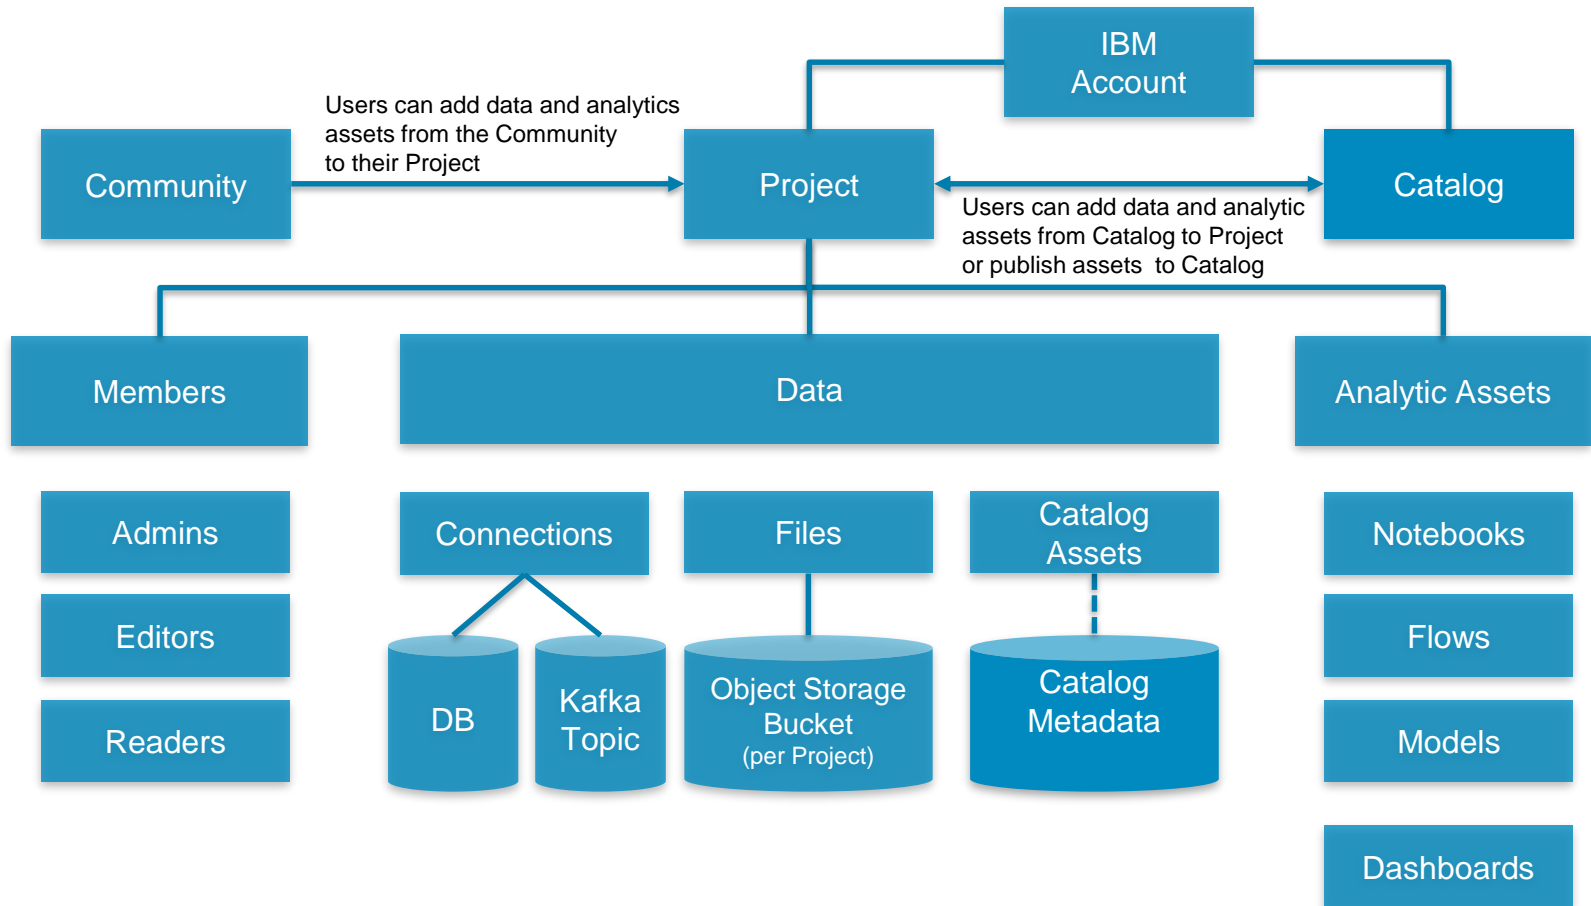 IBM
Account
Users can add data and analytics
assets from the Community
to their Project
Community
Project
Catalog
Users can add data and analytic
assets from Catalog to Project
or publish assets to Catalog
Members
Data
Analytic Assets
Admins
Connections
Files
Catalog
Assets
Notebooks
Editors
Flows
Readers
DB
Kafka
Topic
Object Storage
Bucket
(per Project)
Catalog
Metadata
Models
Dashboards